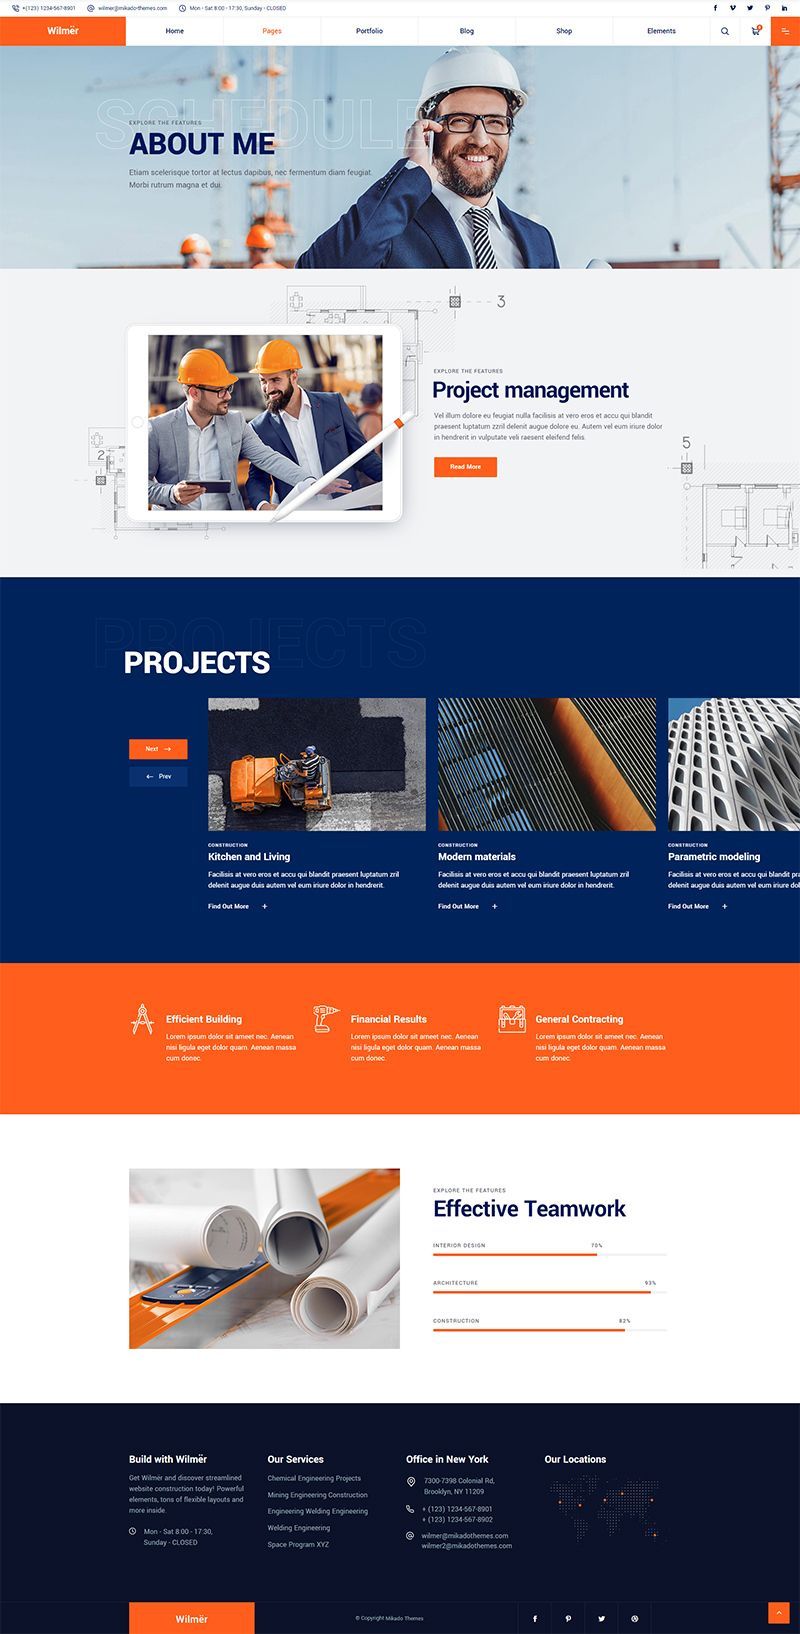 +(123) 1234-567-8901 wilmer@mikado-themes.com Mon - Sat 8:00 - 17:30, Sunday - CLOSED
Wilmër Home Pages Portfolio Blog Shop Elements
SCHEDULE
EXPLORE THE FEATURES
ABOUT ME
Etiam scelerisque tortor at lectus dapibus, nec fermentum diam feugiat.
Morbi rutrum magna et dui.
3
2
EXPLORE THE FEATURES
Project management
Vel illum dolore eu feugiat nulla facilisis at vero eros et accu qui blandit
praesent luptatum zzril delenit augue dolore eu. Autem vel eum iriure dolor
in hendrerit in vulputate veli raesent eleifend felis.
Read More
5
PROJECTS
PROJECTS
Next
Prev
CONSTRUCTION
Kitchen and Living
Facilisis at vero eros et accu qui blandit praesent luptatum zril
delenit augue duis autem vel eum iriure dolor in hendrerit.
Find Out More +
CONSTRUCTION
Modern materials
Facilisis at vero eros et accu qui blandit praesent luptatum zril
delenit augue duis autem vel eum iriure dolor in hendrerit.
Find Out More +
CONSTRUCTION
Parametric modeling
Facilisis at vero eros et accu qui blandit
delenit augue duis autem vel eum iriure
Find Out More +
Efficient Building
Lorem ipsum dolor sit ameet nec. Aenean
nisi ligula eget dolor quam. Aenean massa
cum donec.
Financial Results
Lorem ipsum dolor sit ameet nec. Aenean
nisi ligula eget dolor quam. Aenean massa
cum donec.
General Contracting
Lorem ipsum dolor sit ameet nec. Aenean
nisi ligula eget dolor quam. Aenean massa
cum donec.
EXPLORE THE FEATURES
Effective Teamwork
INTERIOR DESIGN 70%
ARCHITECTURE 93%
CONSTRUCTION 82%
Build with Wilmër
Get Wilmër and discover streamlined
website construction today! Powerful
elements, tons of flexible layouts and
more inside.
Mon - Sat 8:00 - 17:30,
Sunday - CLOSED
Our Services
Chemical Engineering Projects
Mining Engineering Construction
Engineering Welding Engineering
Welding Engineering
Space Program XYZ
Office in New York
7300-7398 Colonial Rd,
Brooklyn, NY 11209
+ (123) 1234-567-8901
+ (123) 1234-567-8902
wilmer@mikadothemes.com
wilmer2@mikadothemes.com
Our Locations
Wilmër
© Copyright Mikado Themes